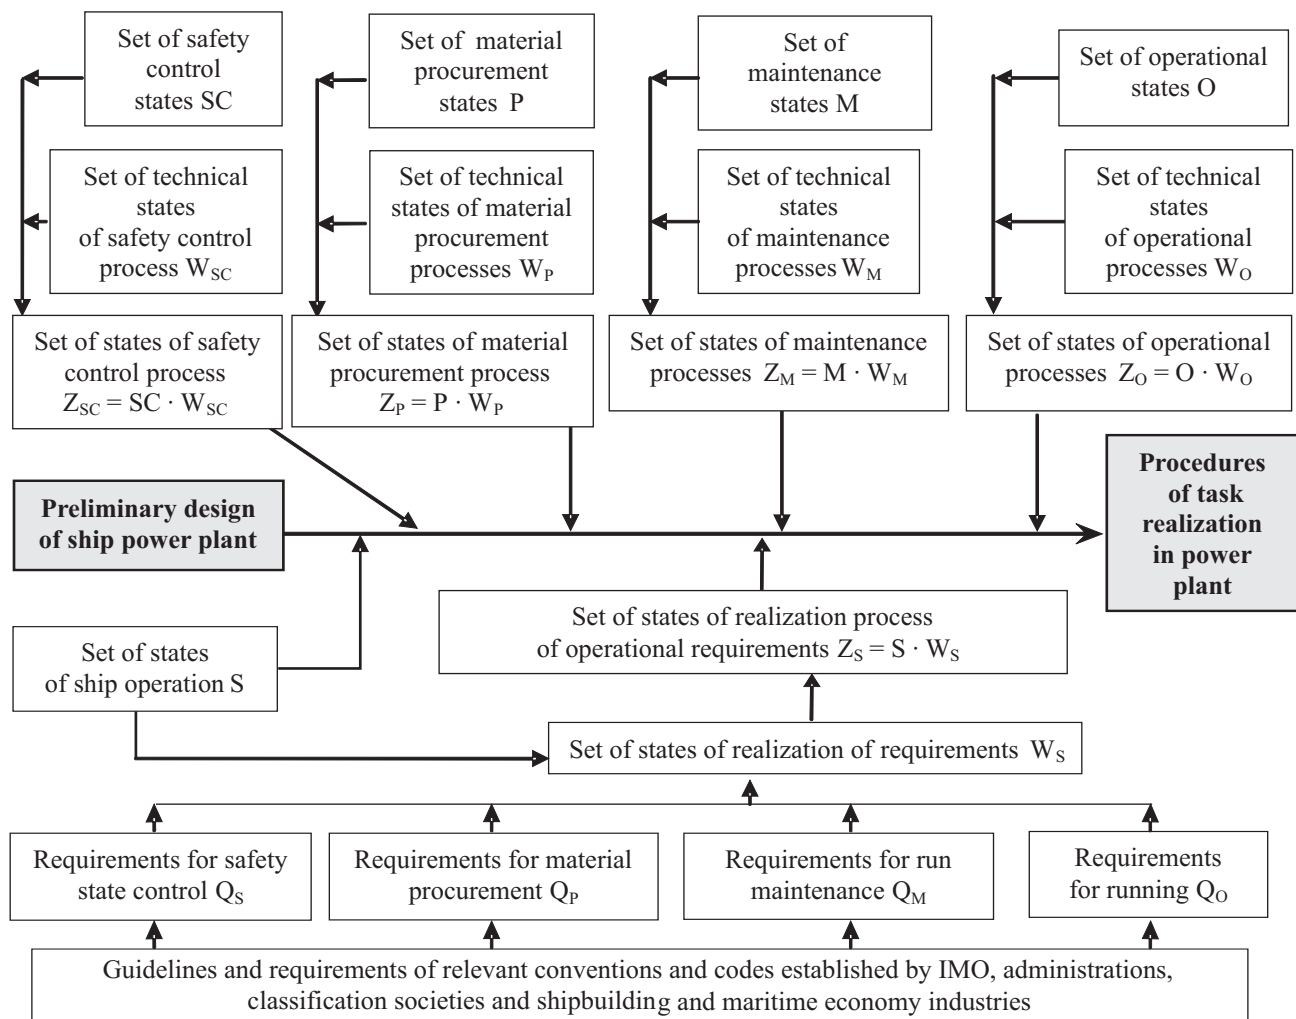 Set of safety
control
states SC
Set of material
procurement
states P
Set of
maintenance
states M
Set of operational
states O
Set of technical
states
of safety control
process W_SC
Set of technical
states of material
procurement
processes W_P
Set of technical
states
of maintenance
processes W_M
Set of technical
states
of operational
processes W_O
Set of states of safety
control process
Z_SC = SC · W_SC
Set of states of material
procurement process
Z_P = P · W_P
Set of states of maintenance
processes Z_M = M · W_M
Set of states of operational
processes Z_O = O · W_O
Preliminary design
of ship power plant
Procedures
of task
realization
in power
plant
Set of states of realization process
of operational requirements Z_S = S · W_S
Set of states
of ship operation S
Set of states of realization of requirements W_S
Requirements for safety
state control Q_S
Requirements for material
procurement Q_P
Requirements for run
maintenance Q_M
Requirements
for running Q_O
Guidelines and requirements of relevant conventions and codes established by IMO, administrations,
classification societies and shipbuilding and maritime economy industries